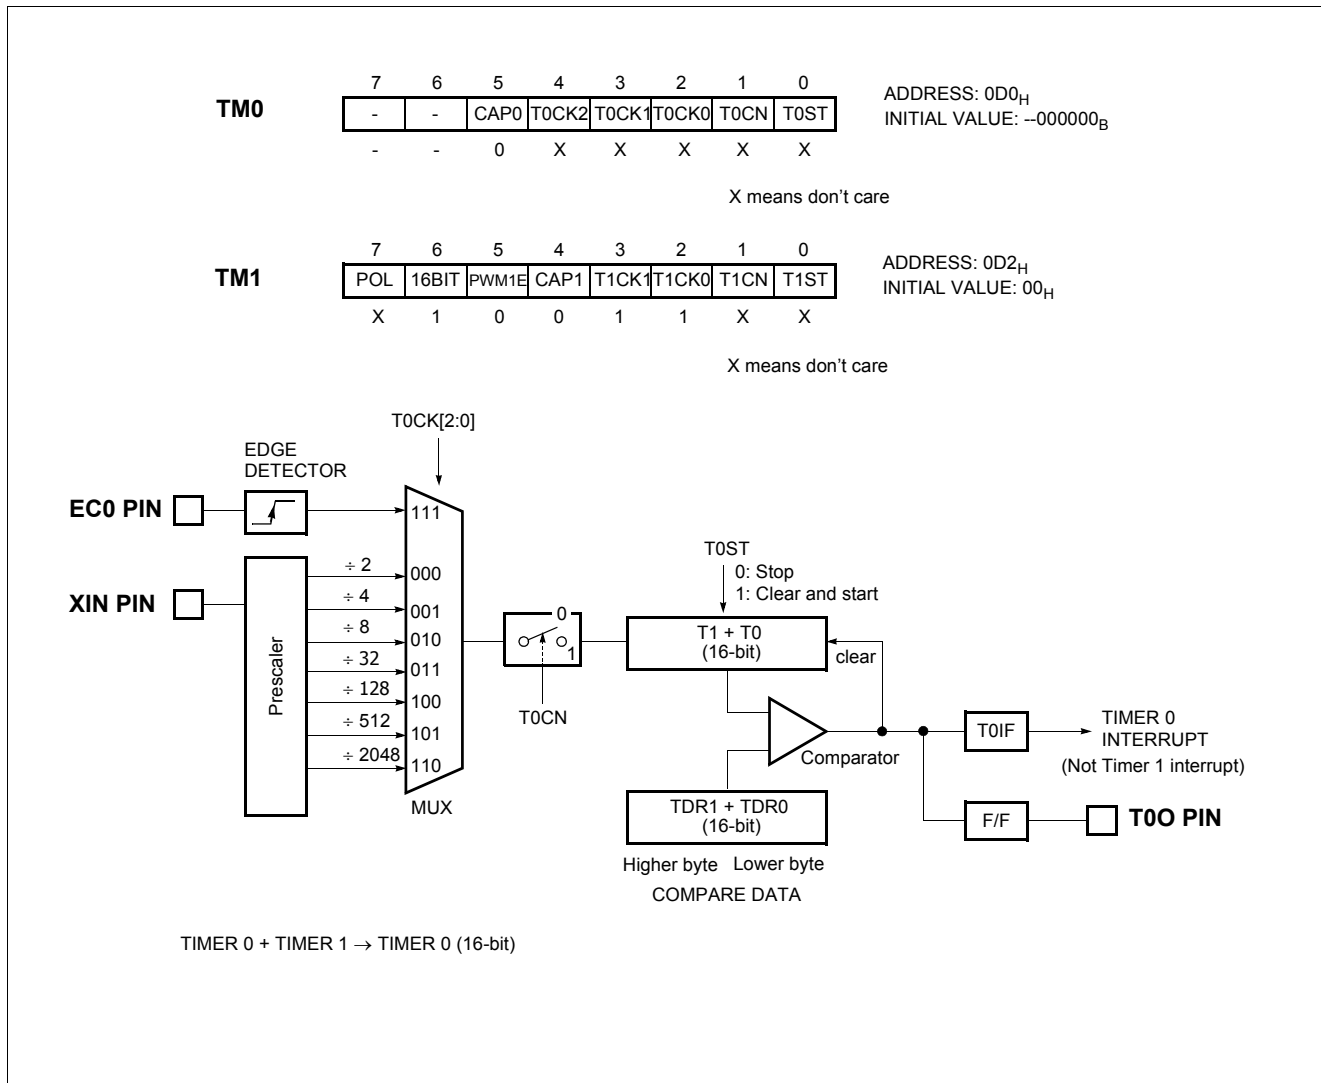 7 6 5 4 3 2 1 0
TM0 - - CAP0 T0CK2 T0CK1 T0CK0 T0CN T0ST
- - 0 X X X X X
ADDRESS: 0D0H
INITIAL VALUE: --000000B
X means don't care
7 6 5 4 3 2 1 0
TM1 POL 16BIT PWM1E CAP1 T1CK1 T1CK0 T1CN T1ST
X 1 0 0 1 1 X X
ADDRESS: 0D2H
INITIAL VALUE: 00H
X means don't care
T0CK[2:0]
EDGE
DETECTOR
EC0 PIN
111
XIN PIN
Prescaler
÷ 2 000
÷ 4 001
÷ 8 010
÷ 32 011
÷ 128 100
÷ 512 101
÷ 2048 110
MUX
0
1
T0CN
T0ST
0: Stop
1: Clear and start
T1 + T0
(16-bit)
clear
Comparator
TDR1 + TDR0
(16-bit)
Higher byte Lower byte
COMPARE DATA
T0IF
TIMER 0
INTERRUPT
(Not Timer 1 interrupt)
F/F
T0O PIN
TIMER 0 + TIMER 1 → TIMER 0 (16-bit)